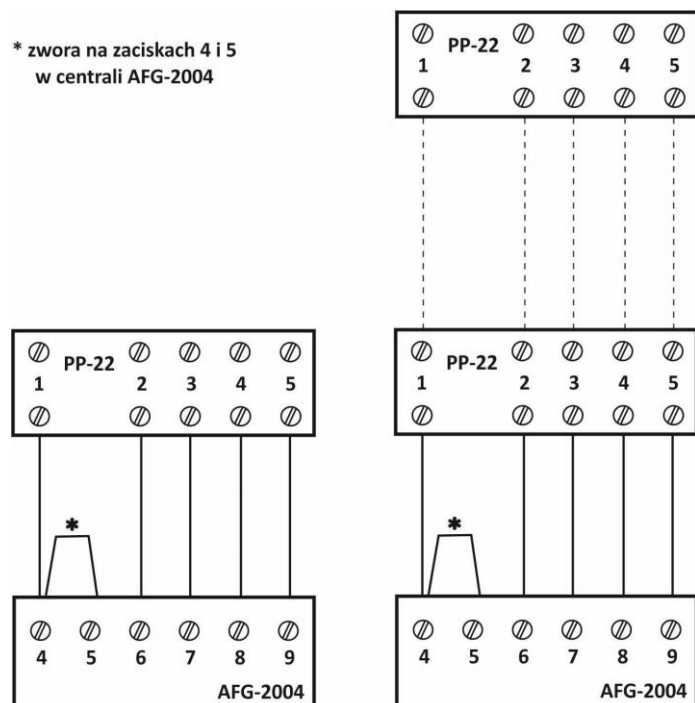 * zwora na zaciskach 4 i 5
w centrali AFG-2004
PP-22
1 2 3 4 5
PP-22
1 2 3 4 5
*
4 5 6 7 8 9
AFG-2004
PP-22
1 2 3 4 5
*
4 5 6 7 8 9
AFG-2004